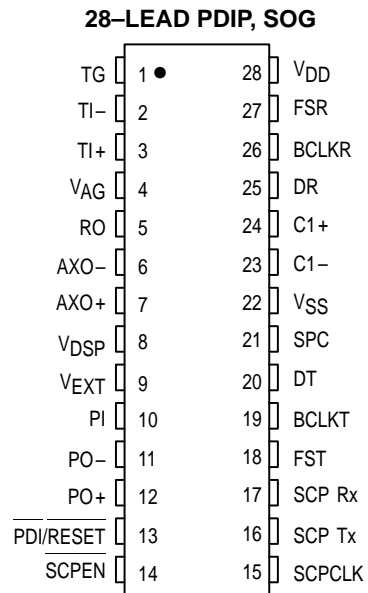 28–LEAD PDIP, SOG
TG 1 28 VDD
TI– 2 27 FSR
TI+ 3 26 BCLKR
VAG 4 25 DR
RO 5 24 C1+
AXO– 6 23 C1–
AXO+ 7 22 VSS
VDSP 8 21 SPC
VEXT 9 20 DT
PI 10 19 BCLKT
PO– 11 18 FST
PO+ 12 17 SCP Rx
PDI/RESET 13 16 SCP Tx
SCPEN 14 15 SCPCLK